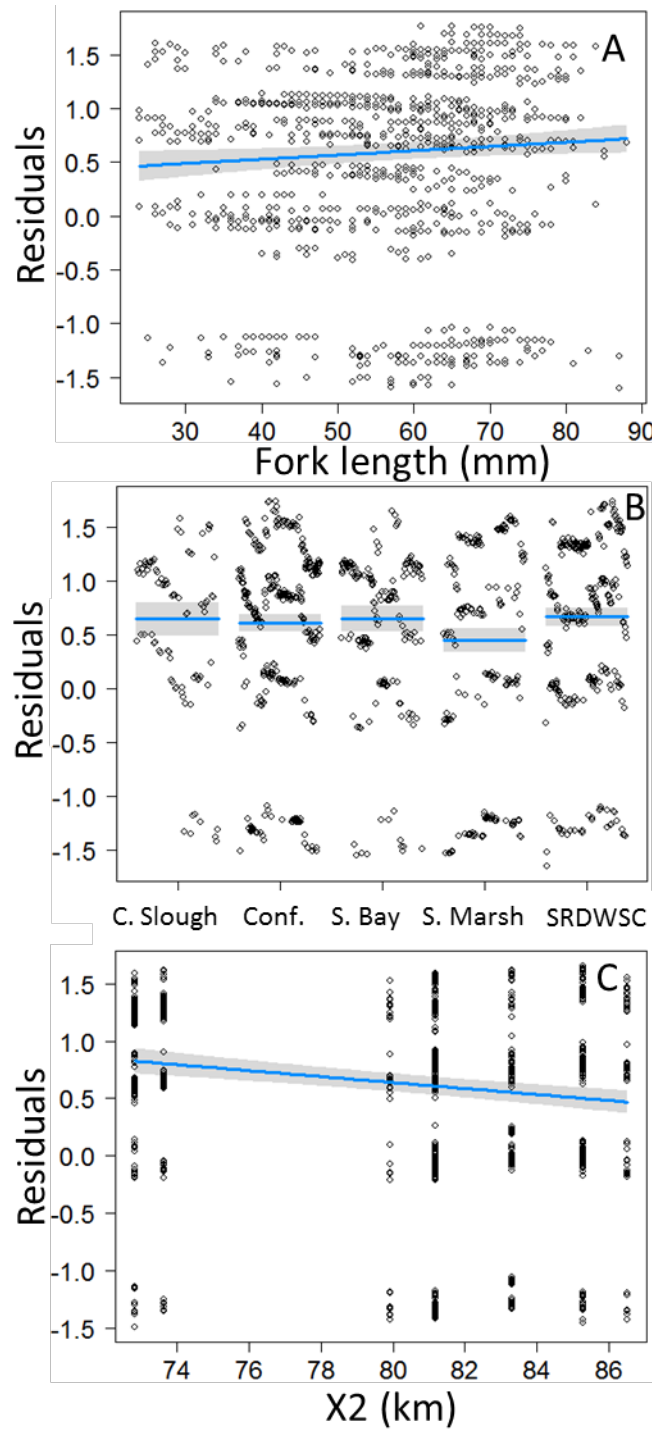 A
Residuals
1.5
1.0
0.5
0.0
-0.5
-1.0
-1.5
30 40 50 60 70 80 90
Fork length (mm)
B
Residuals
1.5
1.0
0.5
0.0
-0.5
-1.0
-1.5
C. Slough Conf. S. Bay S. Marsh SRDWSC
C
Residuals
1.5
1.0
0.5
0.0
-0.5
-1.0
-1.5
74 76 78 80 82 84 86
X2 (km)